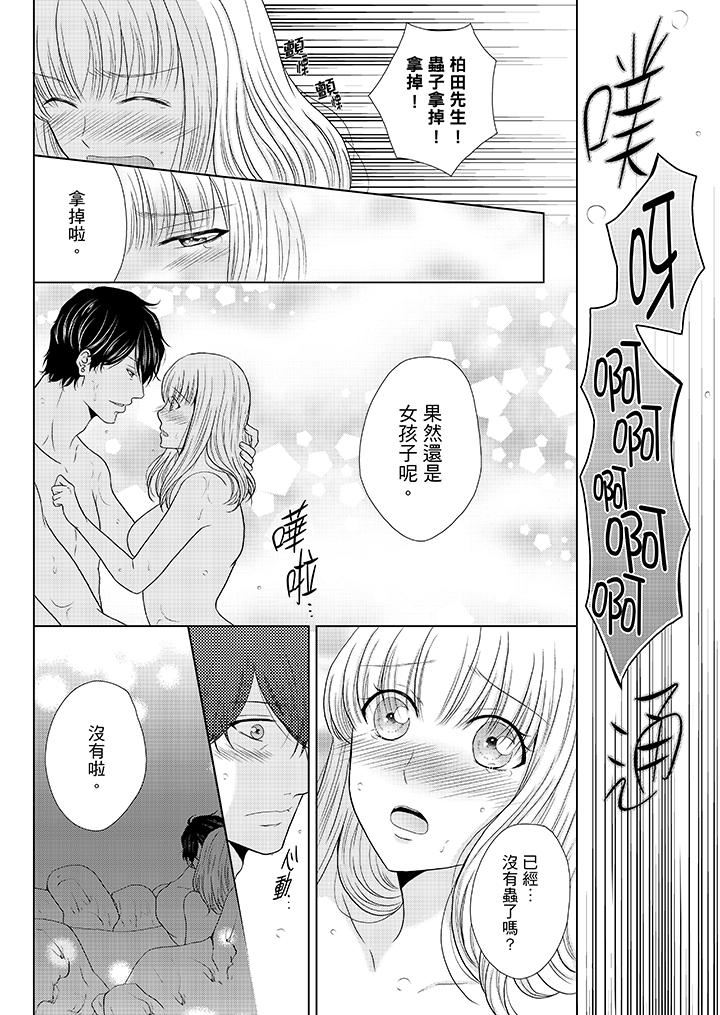 噗
呀
啊
啊
啊
啊
啊
通
柏田先生！
蟲子拿掉！
拿掉！
顫慄
顫慄
拿掉啦。
果然還是
女孩子呢。
嘩
啦…
已經…
沒有蟲了嗎？
心動…
沒有啦。